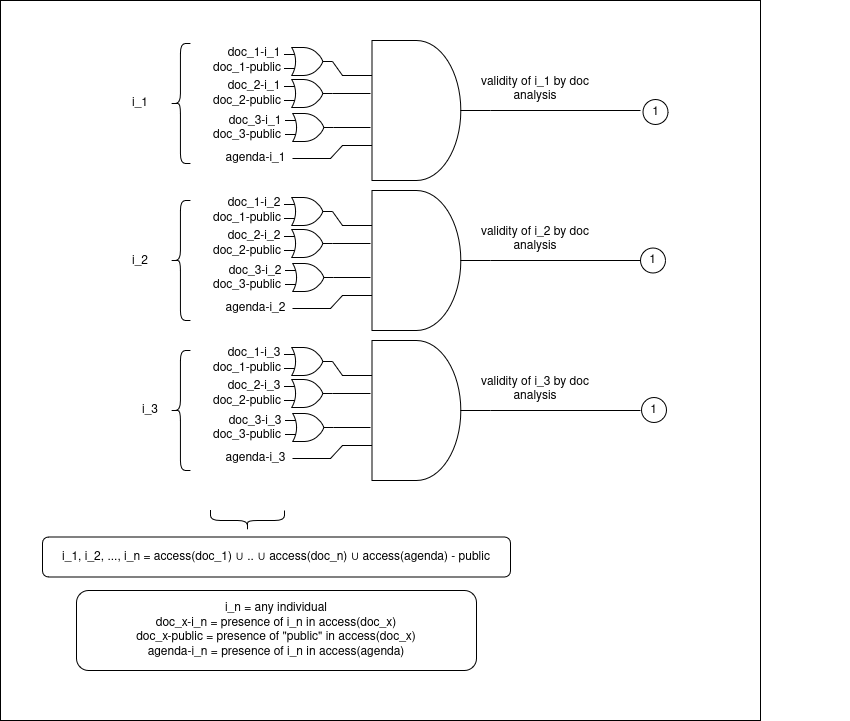 doc_1-i_1
doc_1-public
doc_2-i_1
doc_2-public
i_1
doc_3-i_1
doc_3-public
agenda-i_1
validity of i_1 by doc
analysis
1
doc_1-i_2
doc_1-public
doc_2-i_2
doc_2-public
i_2
doc_3-i_2
doc_3-public
agenda-i_2
validity of i_2 by doc
analysis
1
doc_1-i_3
doc_1-public
doc_2-i_3
doc_2-public
i_3
doc_3-i_3
doc_3-public
agenda-i_3
validity of i_3 by doc
analysis
1
i_1, i_2, ..., i_n = access(doc_1) ∪ .. ∪ access(doc_n) ∪ access(agenda) - public
i_n = any individual
doc_x-i_n = presence of i_n in access(doc_x)
doc_x-public = presence of "public" in access(doc_x)
agenda-i_n = presence of i_n in access(agenda)